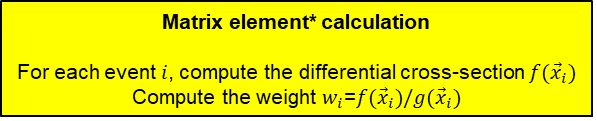 Matrix element* calculation
For each event 𝑖, compute the differential cross-section 𝑓(𝑥⃗ᵢ)
Compute the weight 𝑤ᵢ=𝑓(𝑥⃗ᵢ)/𝑔(𝑥⃗ᵢ)